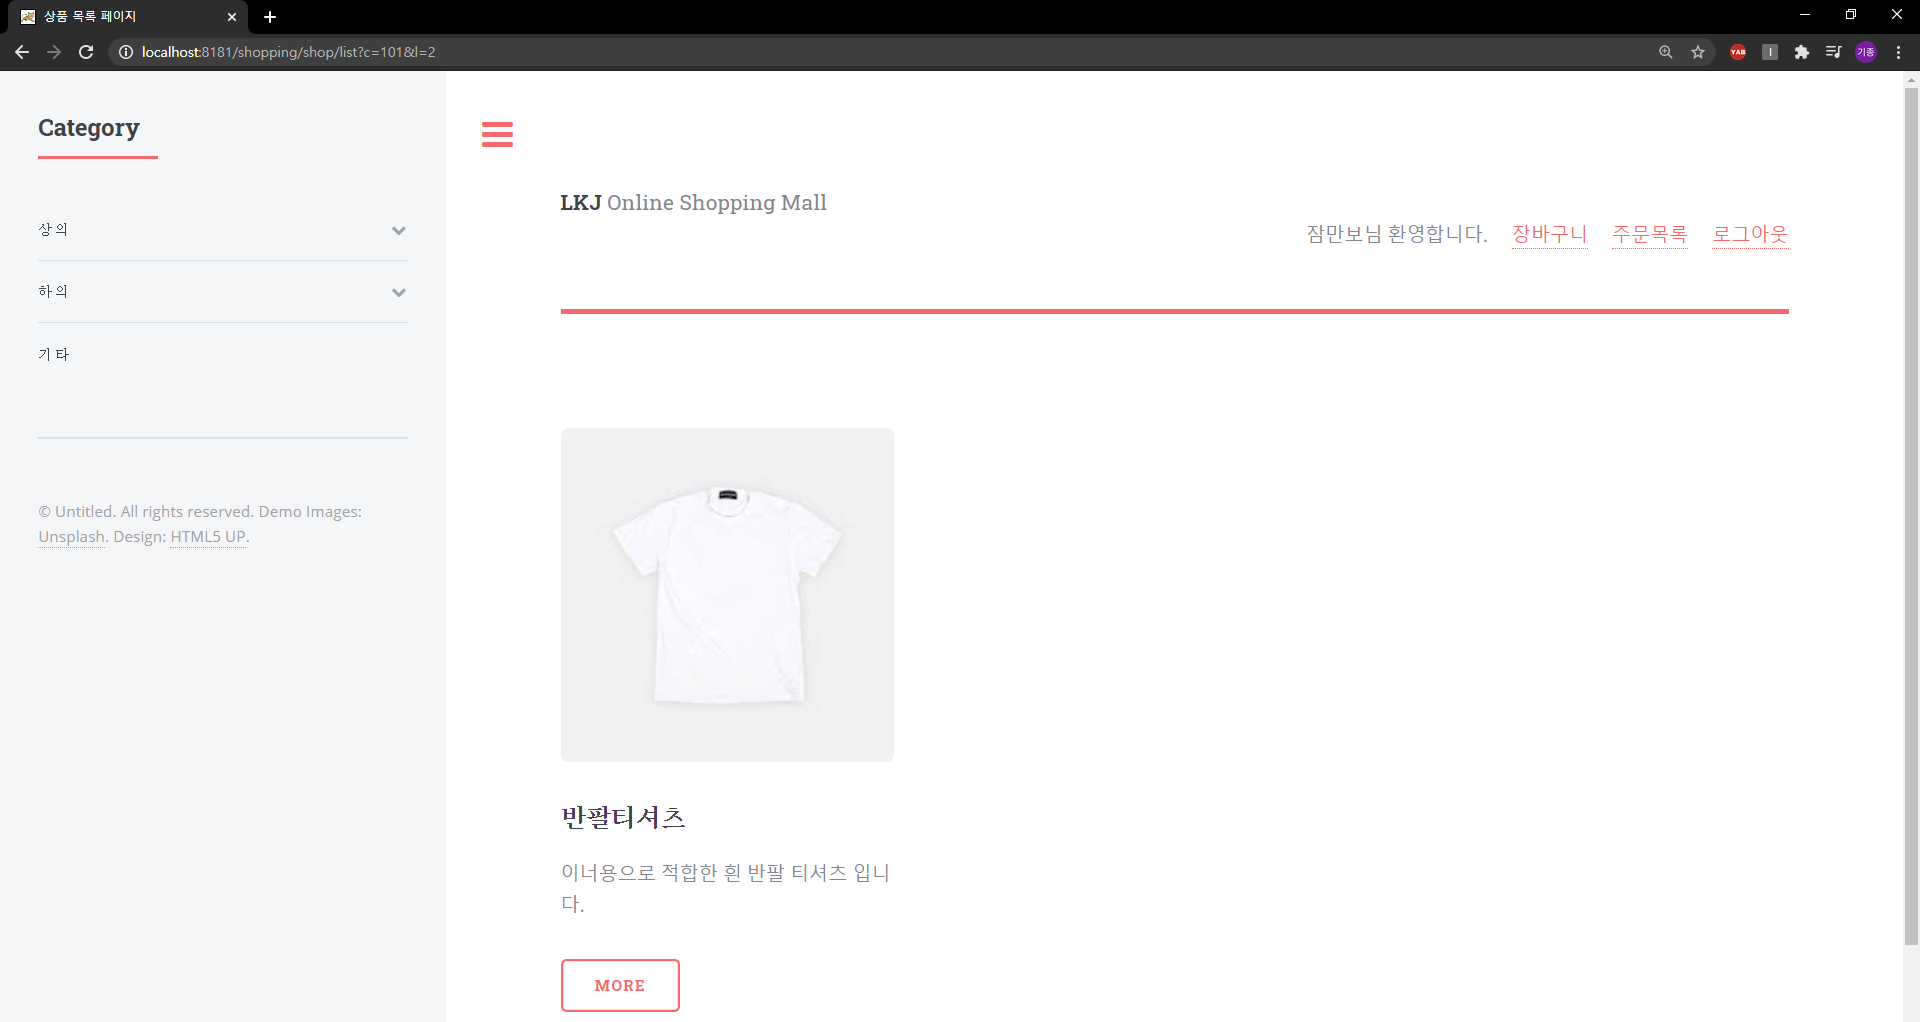 상품 목록 페이지
localhost:8181/shopping/shop/list?c=101&l=2
YAB
I
기종
Category
LKJ Online Shopping Mall
잠만보님 환영합니다. 장바구니 주문목록 로그아웃
상의
하의
기타
© Untitled. All rights reserved. Demo Images:
Unsplash. Design: HTML5 UP.
반팔티셔츠
이너용으로 적합한 흰 반팔 티셔츠 입니
다.
MORE